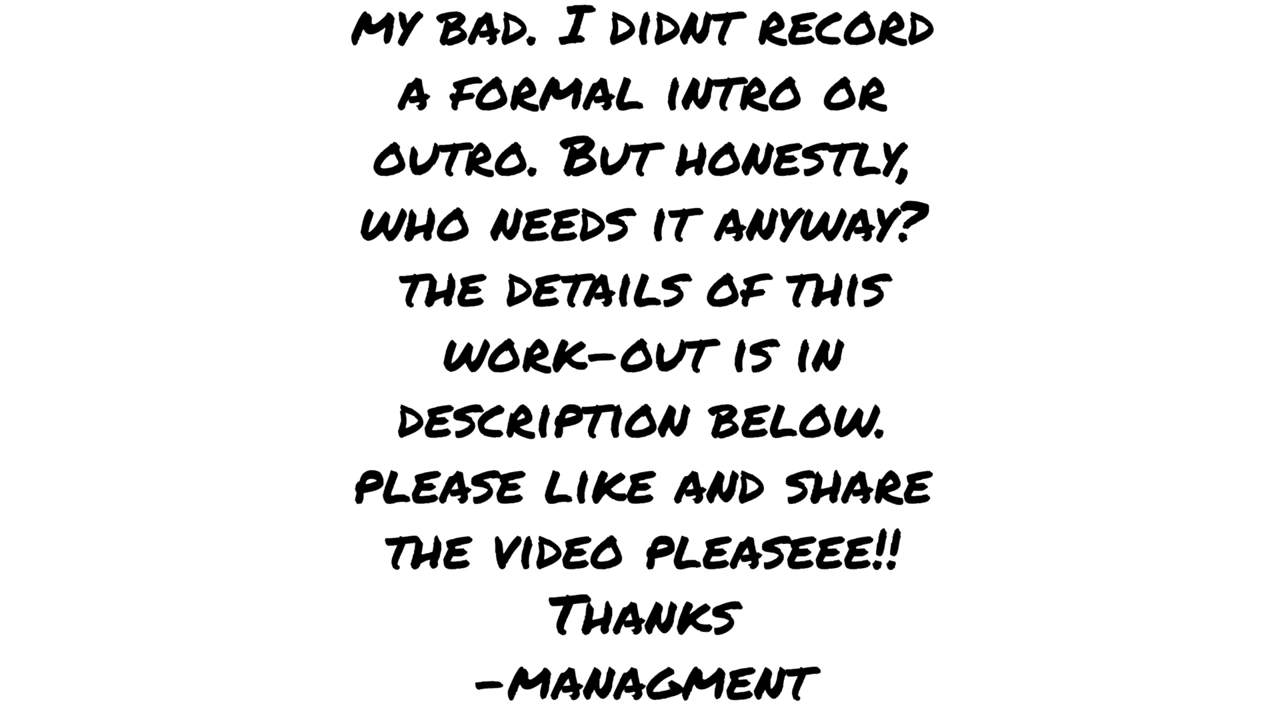 my bad. I didnt record
a formal intro or
outro. But honestly,
who needs it anyway?
the details of this
work-out is in
description below.
please like and share
the video pleaseee!!
Thanks
-managment